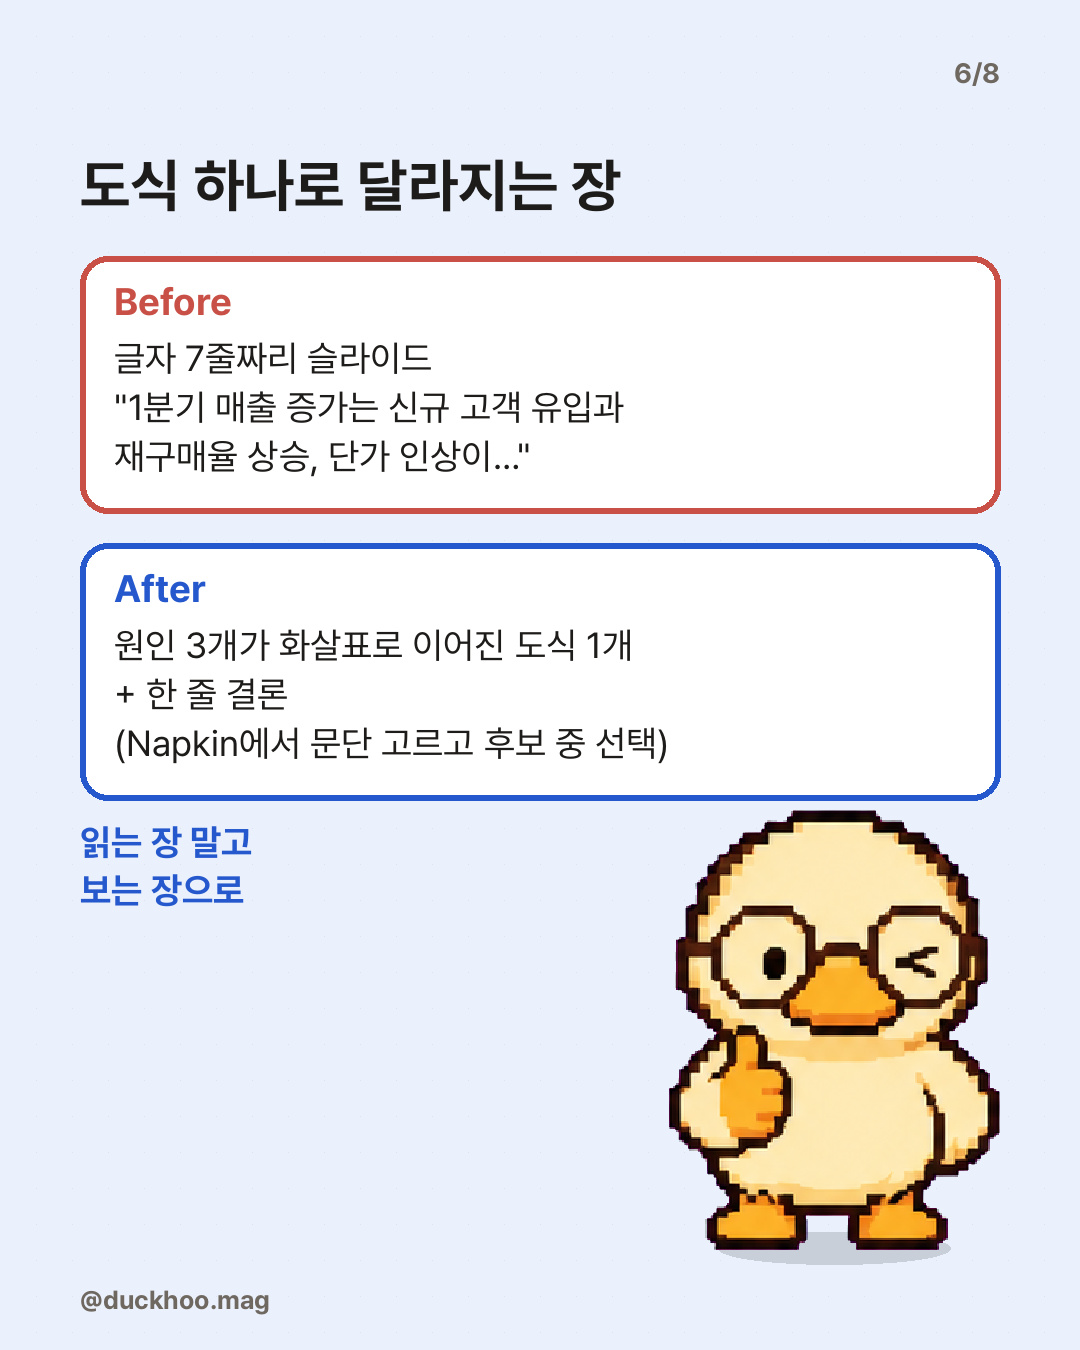 6/8
도식 하나로 달라지는 장
Before
글자 7줄짜리 슬라이드
"1분기 매출 증가는 신규 고객 유입과
재구매율 상승, 단가 인상이..."
After
원인 3개가 화살표로 이어진 도식 1개
+ 한 줄 결론
(Napkin에서 문단 고르고 후보 중 선택)
읽는 장 말고
보는 장으로
@duckhoo.mag